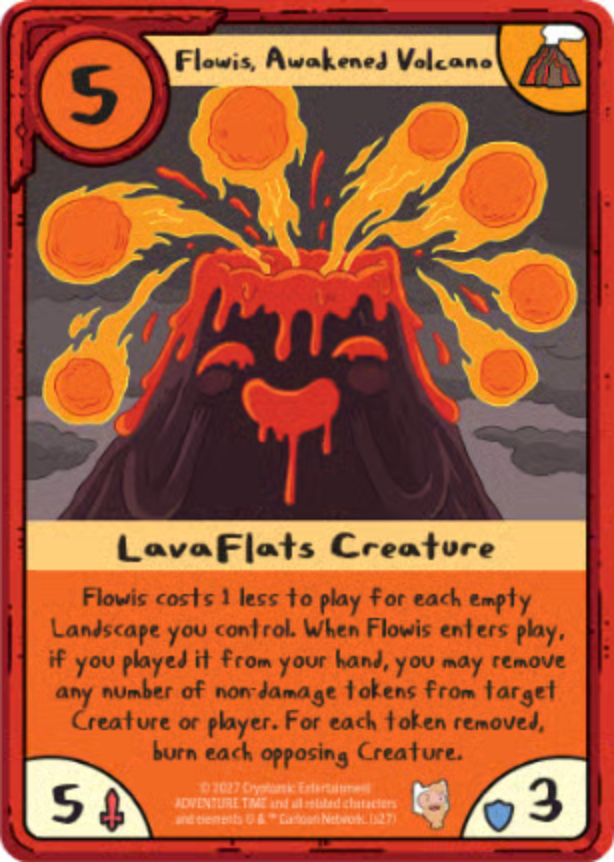 5
Flowis, Awakened Volcano
LavaFlats Creature
Flowis costs 1 less to play for each empty
Landscape you control. When Flowis enters play,
if you played it from your hand, you may remove
any number of non-damage tokens from target
Creature or player. For each token removed,
burn each opposing Creature.
5
© 2027 Cryptozoic Entertainment
ADVENTURE TIME and all related characters
and elements © & ™ Cartoon Network. (s27)
3